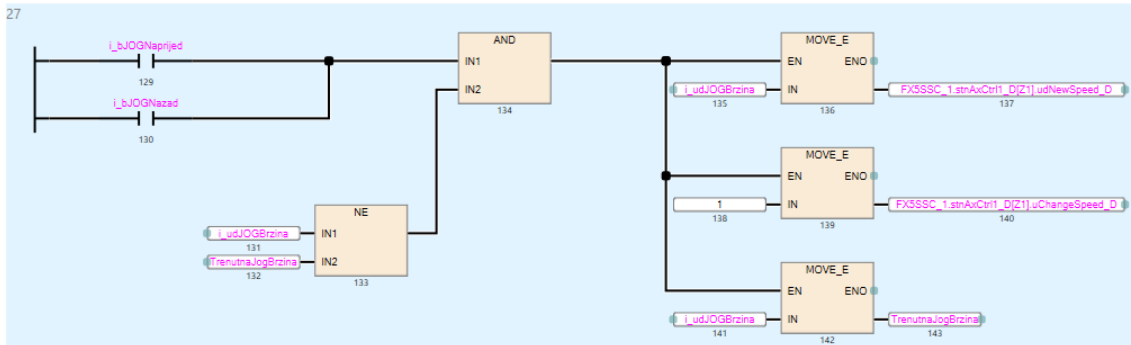 27
i_bJOGNaprijed
129
i_bJOGNazad
130
AND
IN1
IN2
134
NE
i_udJOGBrzina IN1
131
TrenutnaJogBrzina IN2
132
133
MOVE_E
EN ENO
i_udJOGBrzina IN FX5SSC_1.stnAxCtrl1_D[Z1].udNewSpeed_D
135 136 137
MOVE_E
EN ENO
1 IN FX5SSC_1.stnAxCtrl1_D[Z1].uChangeSpeed_D
138 139 140
MOVE_E
EN ENO
i_udJOGBrzina IN TrenutnaJogBrzina
141 142 143